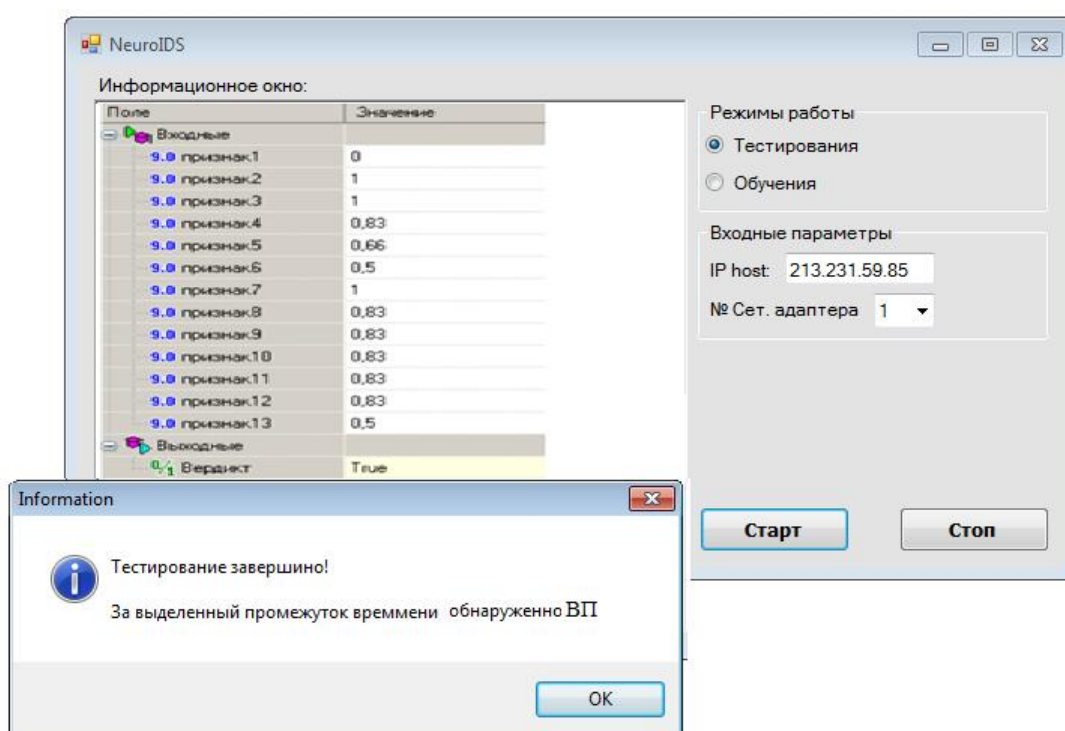 NeuroIDS
Информационное окно:
Поле Значение
Входные
9.0 признак1 0
9.0 признак2 1
9.0 признак3 1
9.0 признак4 0,83
9.0 признак5 0,66
9.0 признак6 0,5
9.0 признак7 1
9.0 признак8 0,83
9.0 признак9 0,83
9.0 признак10 0,83
9.0 признак11 0,83
9.0 признак12 0,83
9.0 признак13 0,5
Выходные
0/1 Вердикт True
Режимы работы
Тестирования
Обучения
Входные параметры
IP host: 213.231.59.85
№ Сет. адаптера 1
Старт Стоп
Information
Тестирование завершино!
За выделенный промежуток времмени обнаруженно ВП
OK